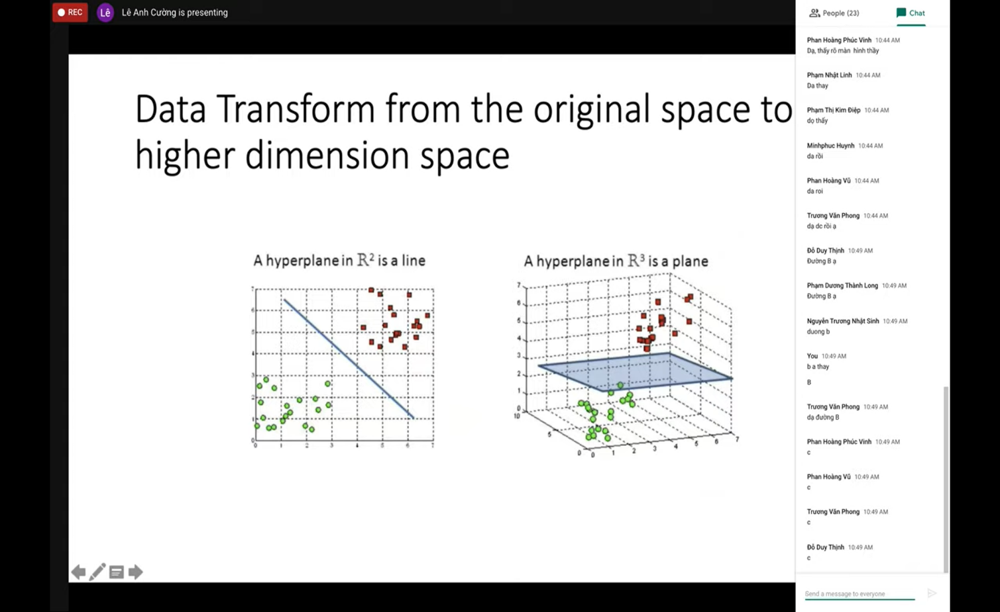 REC
Lê
Lê Anh Cường is presenting
Data Transform from the original space to
higher dimension space
A hyperplane in ℝ² is a line
7
6
5
4
3
2
1
0
0 1 2 3 4 5 6 7
A hyperplane in ℝ³ is a plane
7
6
5
4
3
2
1
0
10
5
0
0 1 2 3 4 5 6 7
People (23)
Chat
Phan Hoàng Phúc Vinh 10:44 AM
Dạ, thấy rõ màn hình thầy
Phạm Nhật Linh 10:44 AM
Da thay
Phạm Thị Kim Điệp 10:44 AM
dọ thấy
Minhphuc Huynh 10:44 AM
da rồi
Phan Hoàng Vũ 10:44 AM
da roi
Trương Văn Phong 10:44 AM
dạ dc rồi ạ
Đỗ Duy Thịnh 10:49 AM
Đường B ạ
Phạm Dương Thành Long 10:49 AM
Đường B ạ
Nguyễn Trương Nhật Sinh 10:49 AM
duong b
You 10:49 AM
b a thay
B
Trương Văn Phong 10:49 AM
dạ đường B
Phan Hoàng Phúc Vinh 10:49 AM
c
Phan Hoàng Vũ 10:49 AM
c
Trương Văn Phong 10:49 AM
c
Đỗ Duy Thịnh 10:49 AM
c
Send a message to everyone